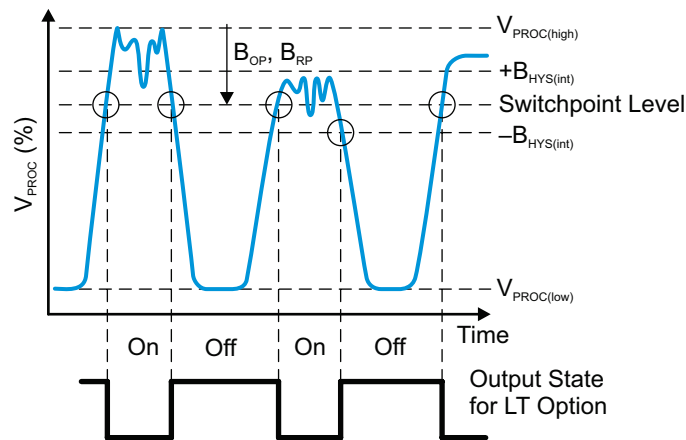 V_PROC(high)
B_OP, B_RP
+B_HYS(int)
Switchpoint Level
–B_HYS(int)
V_PROC (%)
V_PROC(low)
Time
On Off On Off
Output State
for LT Option